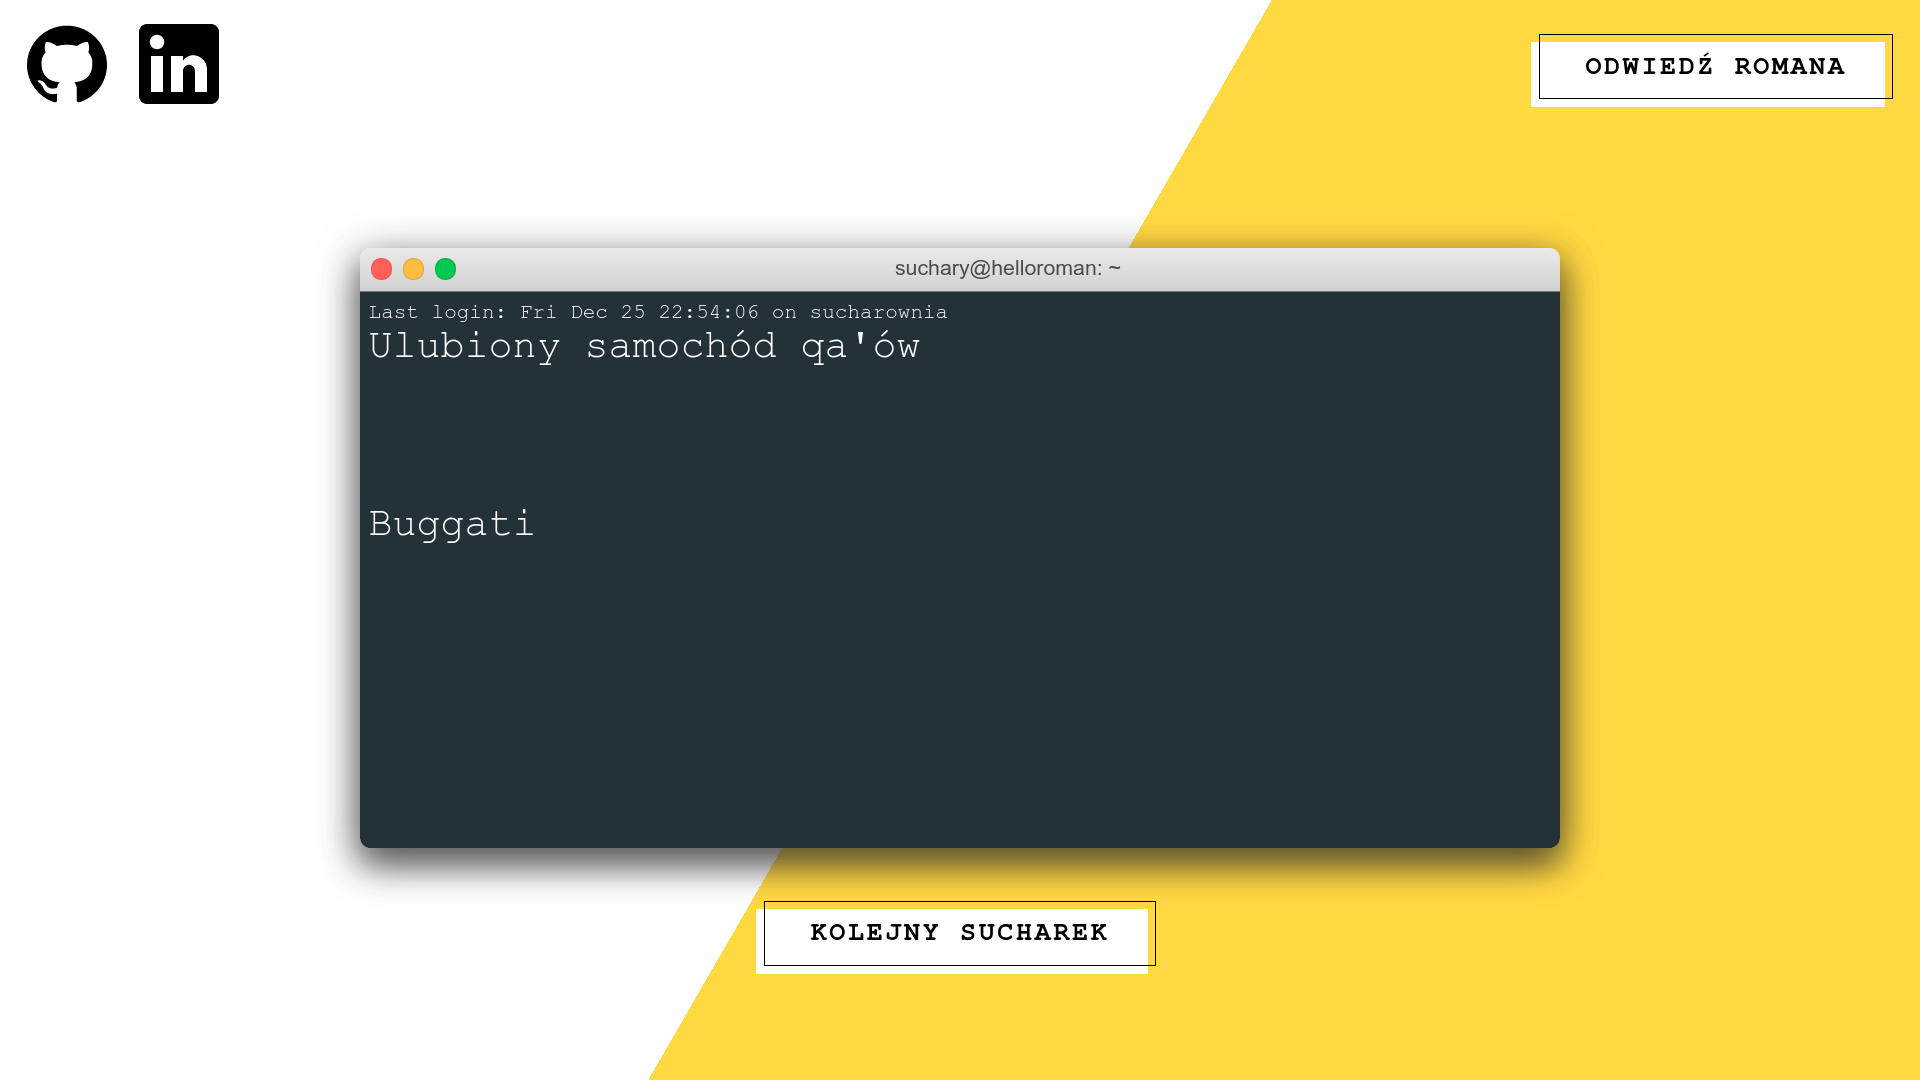 in
ODWIEDŹ ROMANA
suchary@helloroman: ~
Last login: Fri Dec 25 22:54:06 on sucharownia
Ulubiony samochód qa'ów
Buggati
KOLEJNY SUCHAREK